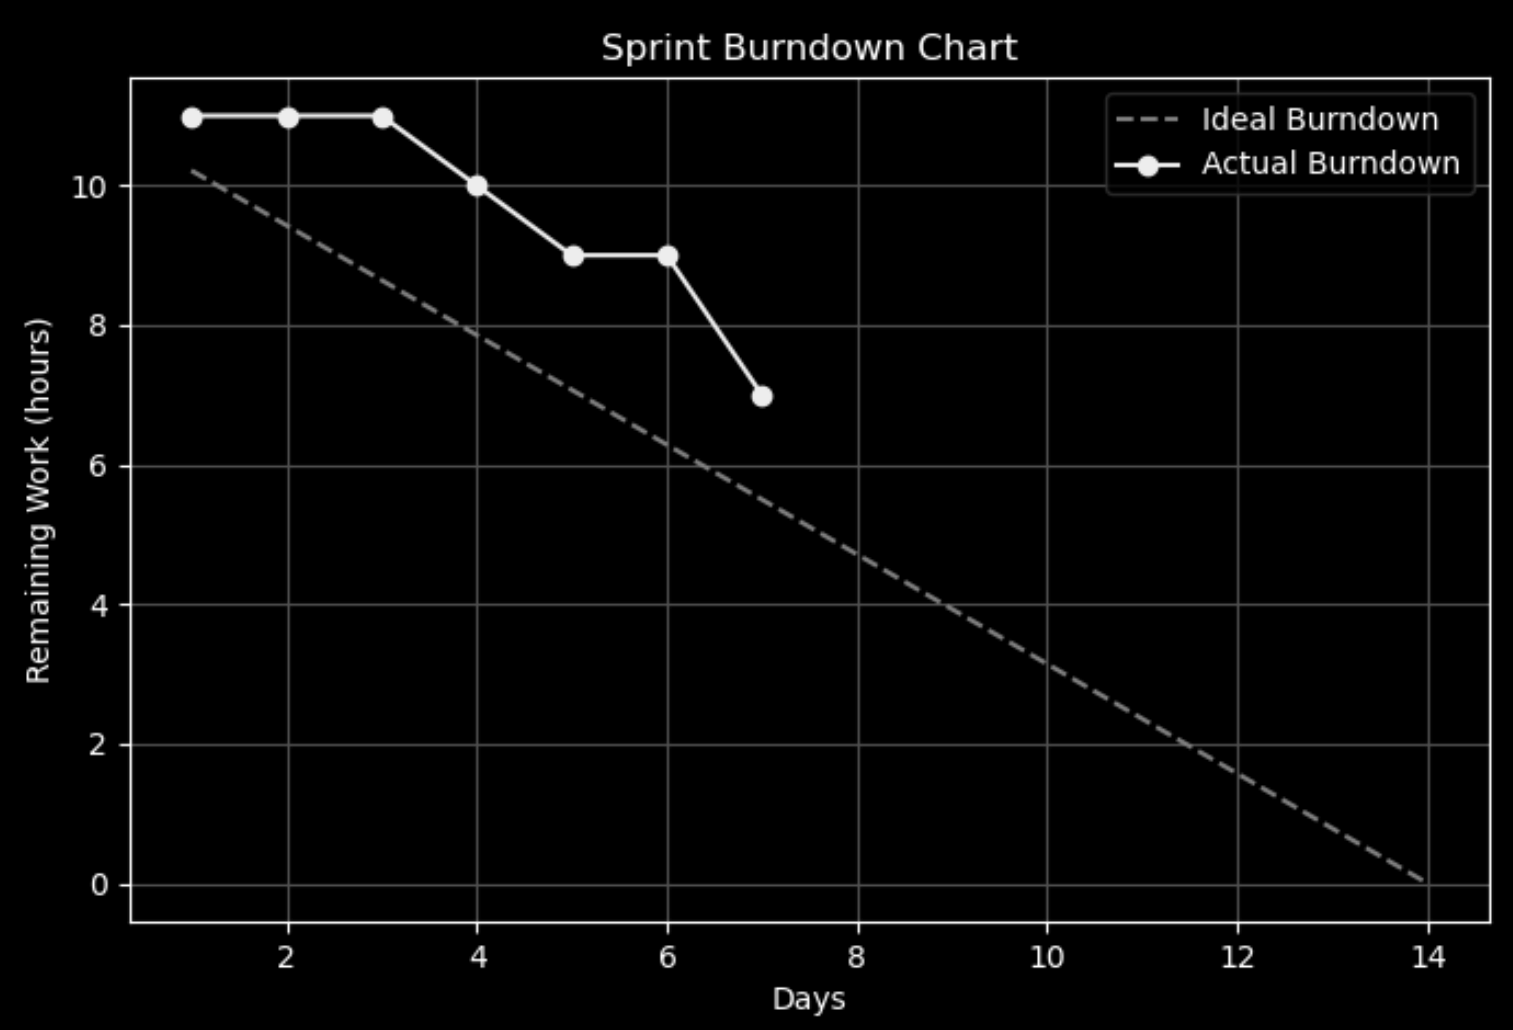 Sprint Burndown Chart
Ideal Burndown
Actual Burndown
Remaining Work (hours)
10
8
6
4
2
0
2 4 6 8 10 12 14
Days